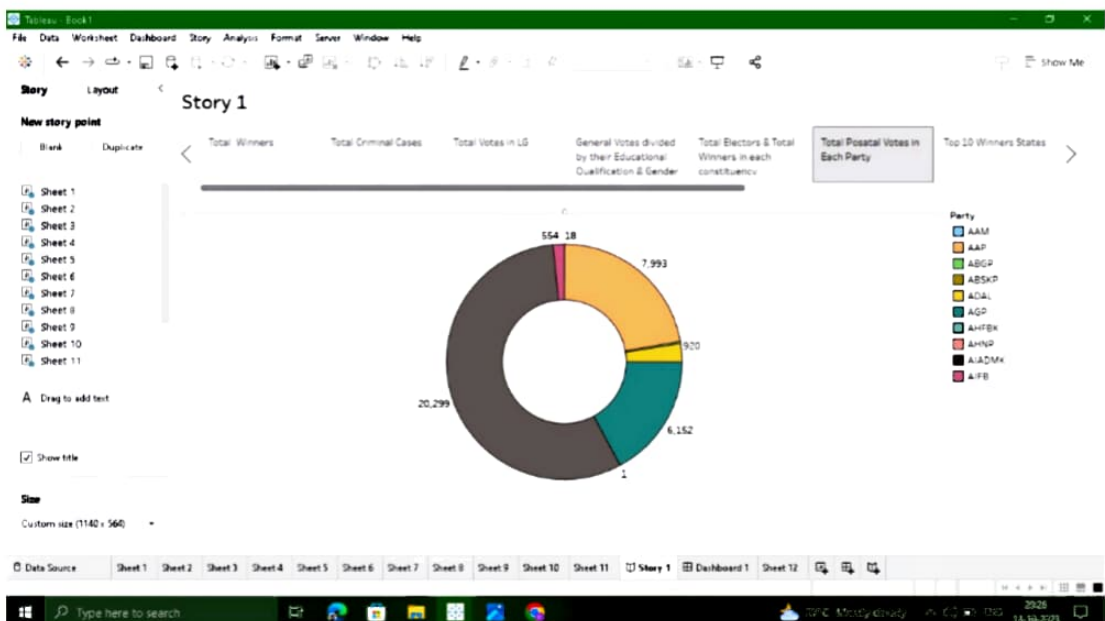 Tableau - Book1
File Data Worksheet Dashboard Story Analysis Format Server Window Help
Show Me
Story Layout
Story 1
New story point
Blank Duplicate
Total Winners
Total Criminal Cases
Total Votes in LG
General Votes divided
by their Educational
Qualification & Gender
Total Electors & Total
Winners in each
constituency
Total Posatal Votes in
Each Party
Top 10 Winners States
Sheet 1
Sheet 2
Sheet 3
Sheet 4
Sheet 5
Sheet 6
Sheet 7
Sheet 8
Sheet 9
Sheet 10
Sheet 11
A Drag to add text
Show title
Size
Custom size (1140 x 564)
554 18
7,993
920
6,152
1
20,299
Party
AAM
AAP
ABGP
ABSKP
ADAL
AGP
AHFBK
AHNP
AIADMK
AIFB
Data Source Sheet 1 Sheet 2 Sheet 3 Sheet 4 Sheet 5 Sheet 6 Sheet 7 Sheet 8 Sheet 9 Sheet 10 Sheet 11 Story 1 Dashboard 1 Sheet 12
Type here to search
Mostly cloudy
20:26